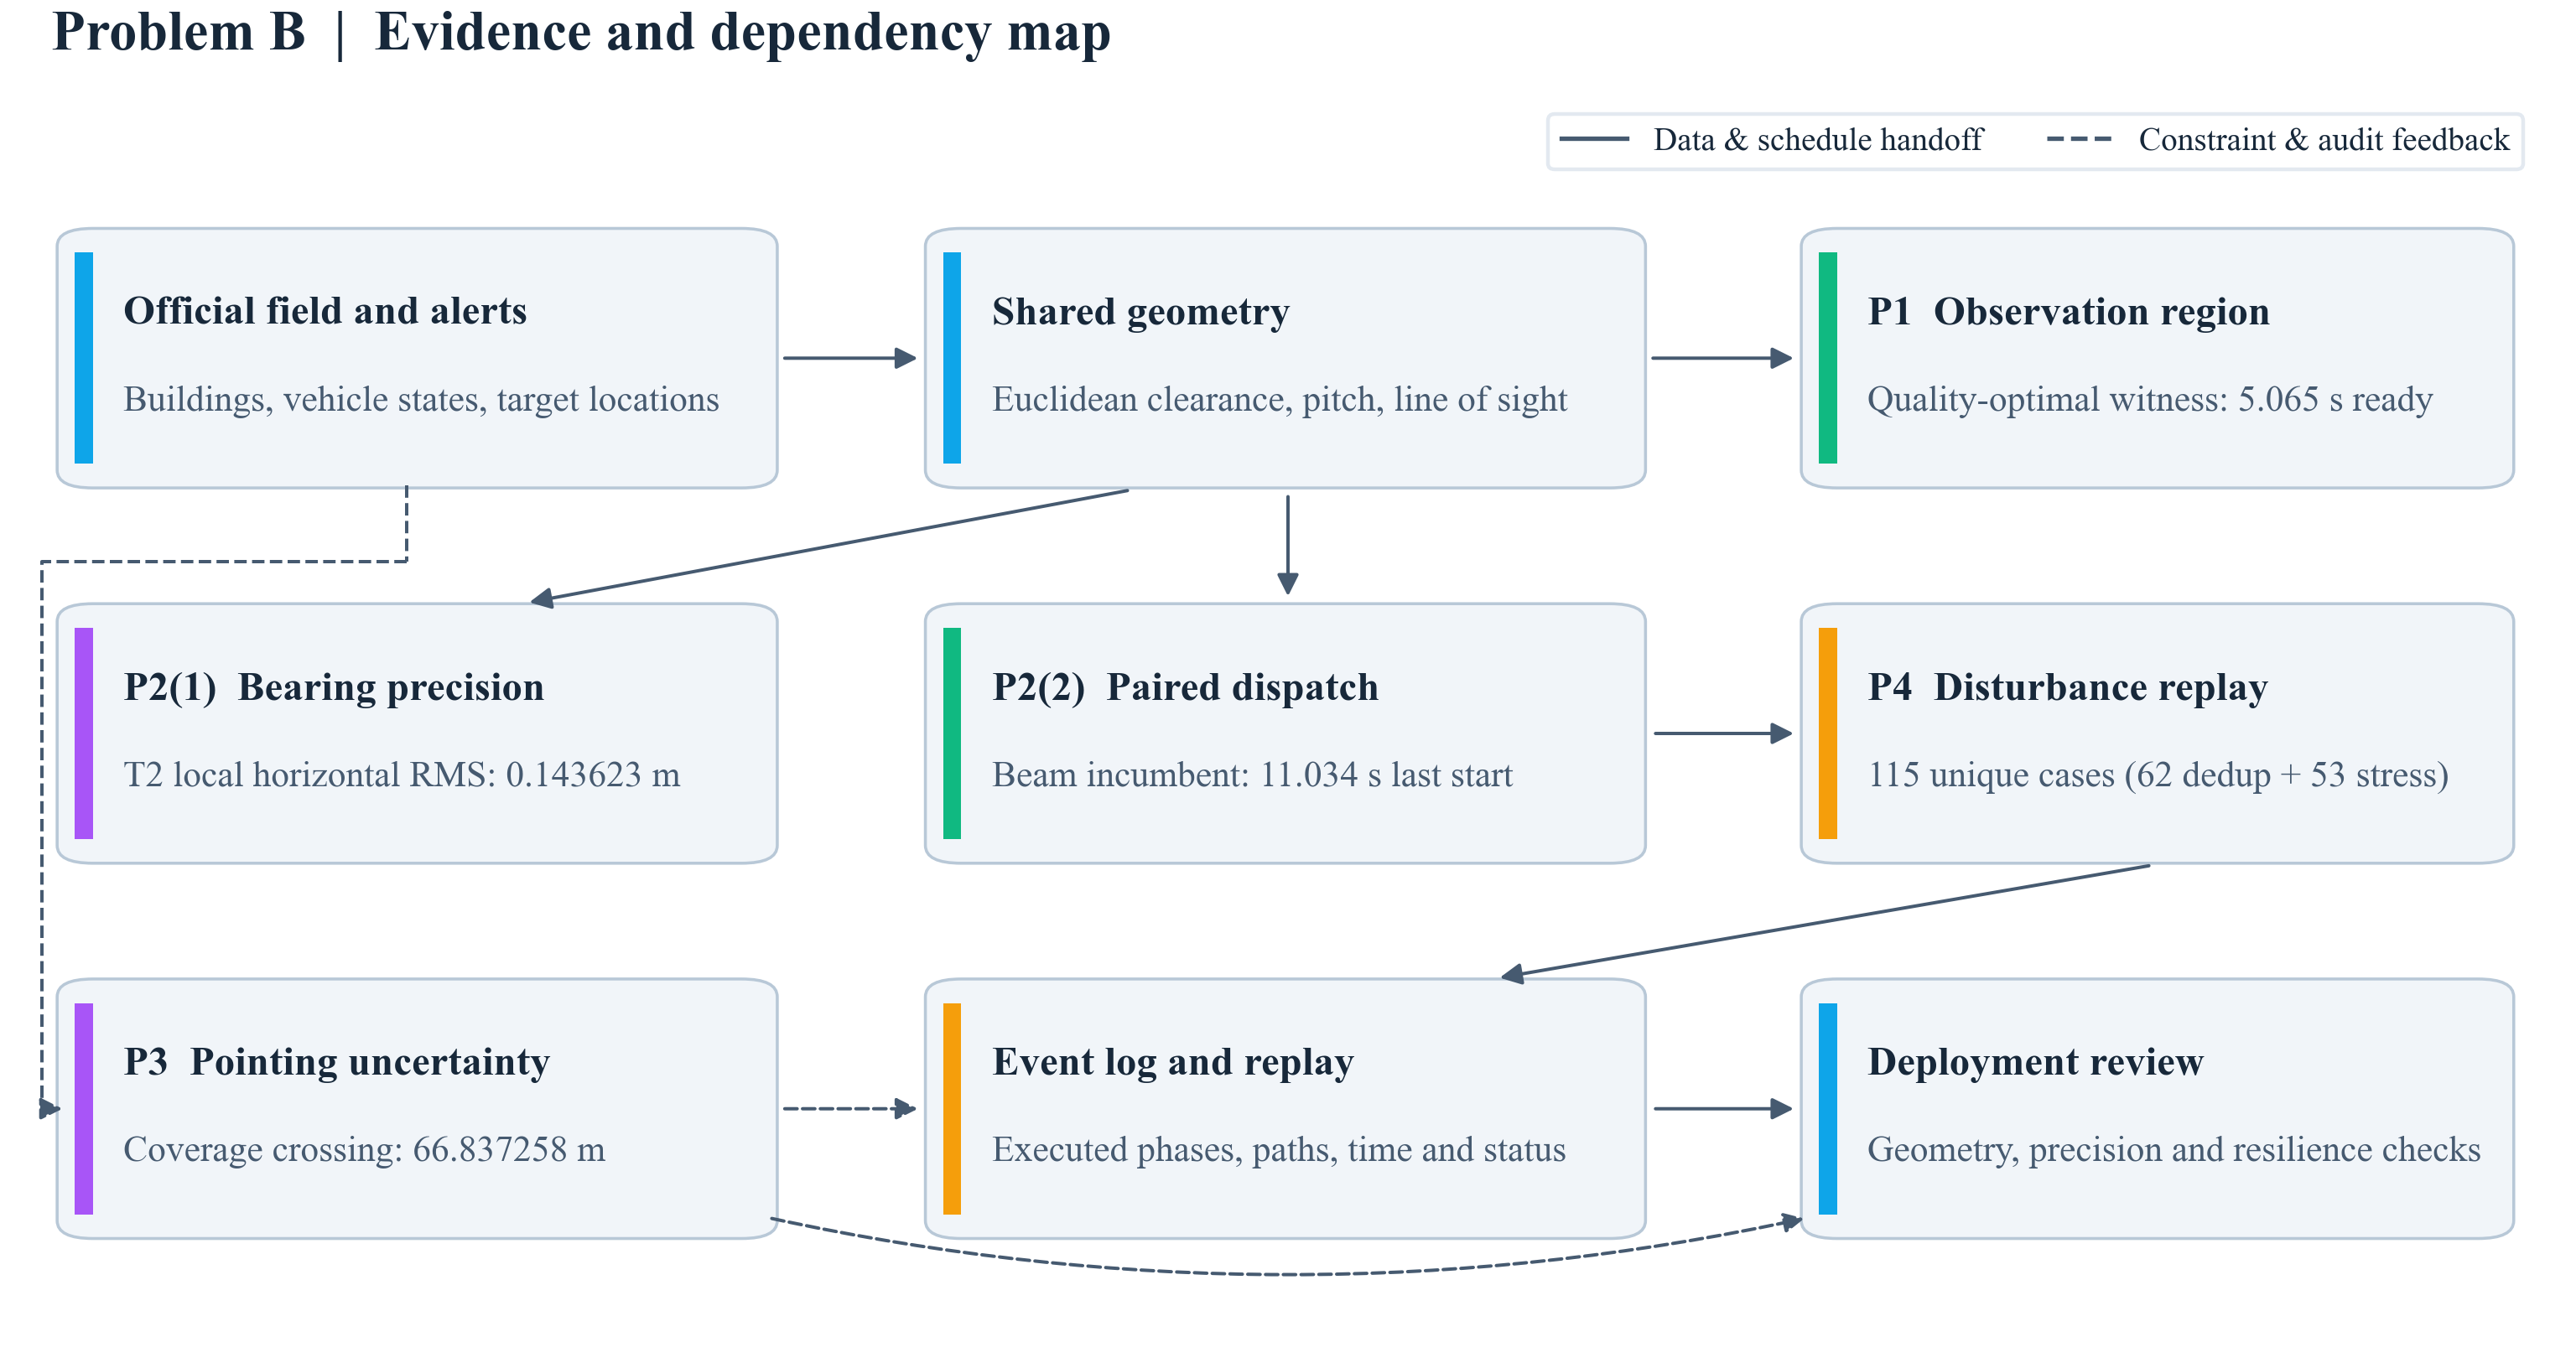 Problem B | Evidence and dependency map
Data & schedule handoff
Constraint & audit feedback
Official field and alerts
Buildings, vehicle states, target locations
Shared geometry
Euclidean clearance, pitch, line of sight
P1 Observation region
Quality-optimal witness: 5.065 s ready
P2(1) Bearing precision
T2 local horizontal RMS: 0.143623 m
P2(2) Paired dispatch
Beam incumbent: 11.034 s last start
P4 Disturbance replay
115 unique cases (62 dedup + 53 stress)
P3 Pointing uncertainty
Coverage crossing: 66.837258 m
Event log and replay
Executed phases, paths, time and status
Deployment review
Geometry, precision and resilience checks